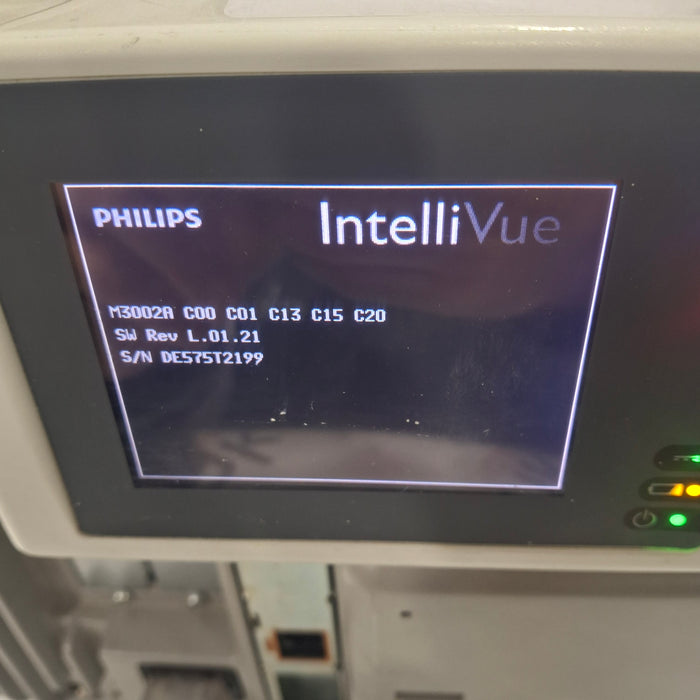 PHILIPS
IntelliVue
M3002A C00 C01 C13 C15 C20
SW Rev L.01.21
S/N DE575T2199